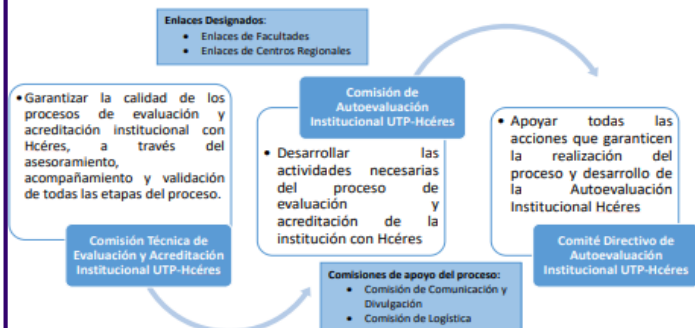 Enlaces Designados:
• Enlaces de Facultades
• Enlaces de Centros Regionales
• Garantizar la calidad de los
procesos de evaluación y
acreditación institucional con
Hcéres, a través del
asesoramiento,
acompañamiento y validación
de todas las etapas del proceso.
Comisión Técnica de
Evaluación y Acreditación
Institucional UTP-Hcéres
Comisión de
Autoevaluación
Institucional UTP-Hcéres
• Desarrollar las
actividades necesarias
del proceso de
evaluación y
acreditación de la
institución con Hcéres
Comisiones de apoyo del proceso:
• Comisión de Comunicación y
Divulgación
• Comisión de Logística
• Apoyar todas las
acciones que garanticen
la realización del
proceso y desarrollo de
la Autoevaluación
Institucional Hcéres
Comité Directivo de
Autoevaluación
Institucional UTP-Hcéres